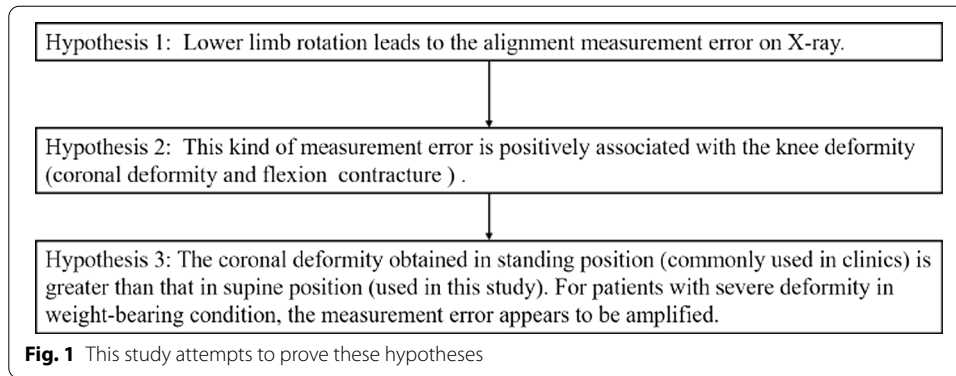 Hypothesis 1: Lower limb rotation leads to the alignment measurement error on X-ray.
Hypothesis 2: This kind of measurement error is positively associated with the knee deformity
(coronal deformity and flexion contracture ) .
Hypothesis 3: The coronal deformity obtained in standing position (commonly used in clinics) is
greater than that in supine position (used in this study). For patients with severe deformity in
weight-bearing condition, the measurement error appears to be amplified.
Fig. 1 This study attempts to prove these hypotheses